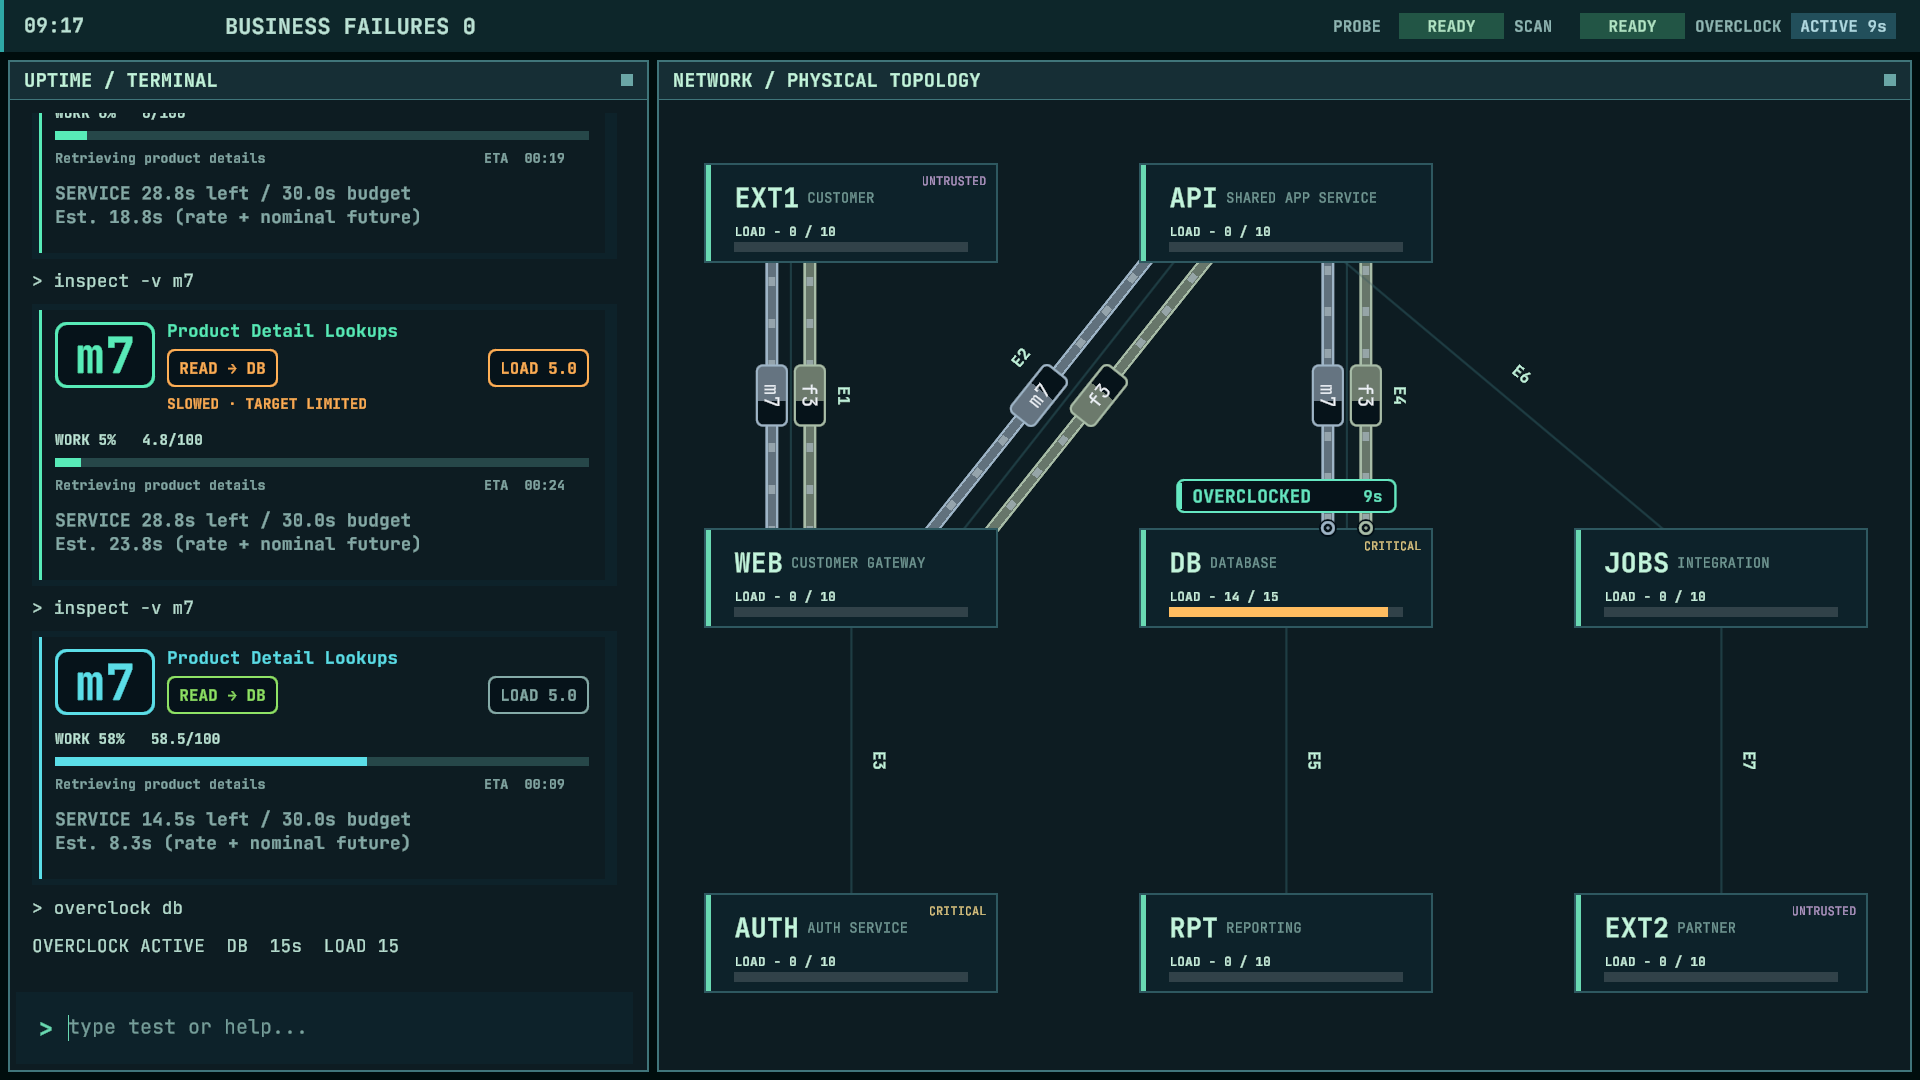 09:17
BUSINESS FAILURES 0
PROBE READY SCAN READY OVERCLOCK ACTIVE 9s
UPTIME / TERMINAL
Retrieving product details ETA 00:19
SERVICE 28.8s left / 30.0s budget
Est. 18.8s (rate + nominal future)
> inspect -v m7
m7 Product Detail Lookups
READ → DB LOAD 5.0
SLOWED · TARGET LIMITED
WORK 5% 4.8/100
Retrieving product details ETA 00:24
SERVICE 28.8s left / 30.0s budget
Est. 23.8s (rate + nominal future)
> inspect -v m7
m7 Product Detail Lookups
READ → DB LOAD 5.0
WORK 58% 58.5/100
Retrieving product details ETA 00:09
SERVICE 14.5s left / 30.0s budget
Est. 8.3s (rate + nominal future)
> overclock db
OVERCLOCK ACTIVE DB 15s LOAD 15
> type test or help...
NETWORK / PHYSICAL TOPOLOGY
UNTRUSTED
EXT1 CUSTOMER
LOAD - 0 / 10
API SHARED APP SERVICE
LOAD - 0 / 10
m7 f3 E1
E2 m7 f3
m7 f3 E4
E6
OVERCLOCKED 9s
WEB CUSTOMER GATEWAY
LOAD - 0 / 10
CRITICAL
DB DATABASE
LOAD - 14 / 15
JOBS INTEGRATION
LOAD - 0 / 10
E3
E5
E7
CRITICAL
AUTH AUTH SERVICE
LOAD - 0 / 10
RPT REPORTING
LOAD - 0 / 10
UNTRUSTED
EXT2 PARTNER
LOAD - 0 / 10